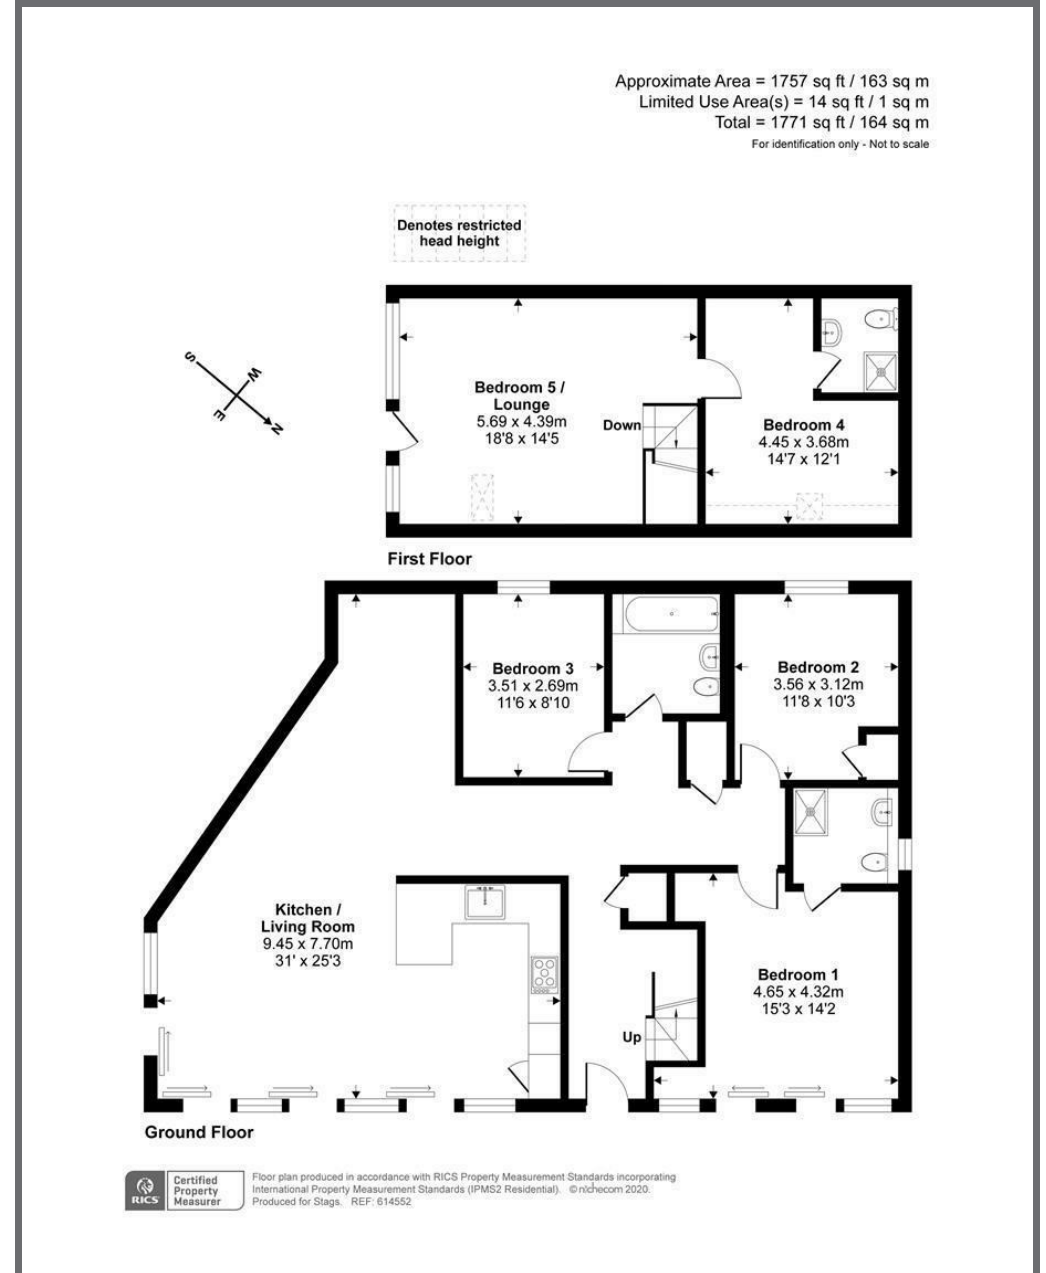 Approximate Area = 1757 sq ft / 163 sq m
Limited Use Area(s) = 14 sq ft / 1 sq m
Total = 1771 sq ft / 164 sq m
For identification only - Not to scale
Denotes restricted
head height
S
W
E
N
Bedroom 5 /
Lounge
5.69 x 4.39m
18'8 x 14'5
Down
Bedroom 4
4.45 x 3.68m
14'7 x 12'1
First Floor
Bedroom 3
3.51 x 2.69m
11'6 x 8'10
Bedroom 2
3.56 x 3.12m
11'8 x 10'3
Kitchen /
Living Room
9.45 x 7.70m
31' x 25'3
Bedroom 1
4.65 x 4.32m
15'3 x 14'2
Up
Ground Floor
RICS
Certified
Property
Measurer
Floor plan produced in accordance with RICS Property Measurement Standards incorporating
International Property Measurement Standards (IPMS2 Residential). © nichecom 2020.
Produced for Stags. REF: 614552